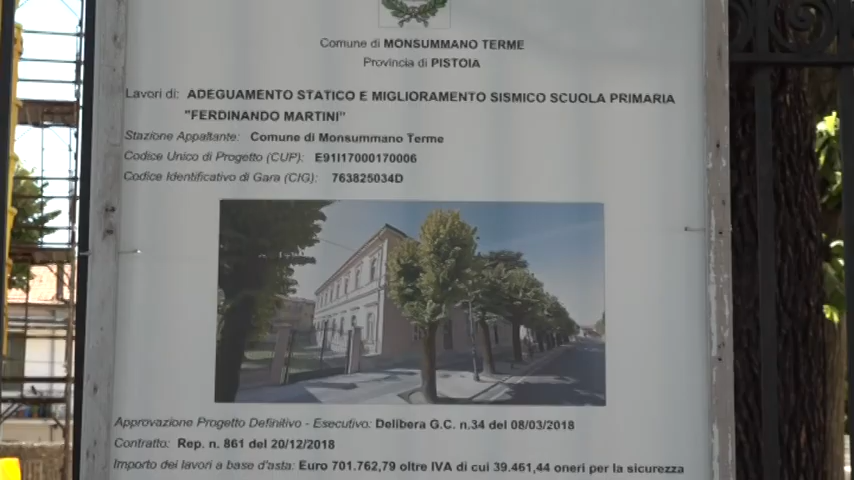 Comune di MONSUMMANO TERME
Provincia di PISTOIA
Lavori di: ADEGUAMENTO STATICO E MIGLIORAMENTO SISMICO SCUOLA PRIMARIA
"FERDINANDO MARTINI"
Stazione Appaltante: Comune di Monsummano Terme
Codice Unico di Progetto (CUP): E91I17000170006
Codice Identificativo di Gara (CIG): 763825034D
Approvazione Progetto Definitivo - Esecutivo: Delibera G.C. n.34 del 08/03/2018
Contratto: Rep. n. 861 del 20/12/2018
Importo dei lavori a base d'asta: Euro 701.762,79 oltre IVA di cui 39.461,44 oneri per la sicurezza